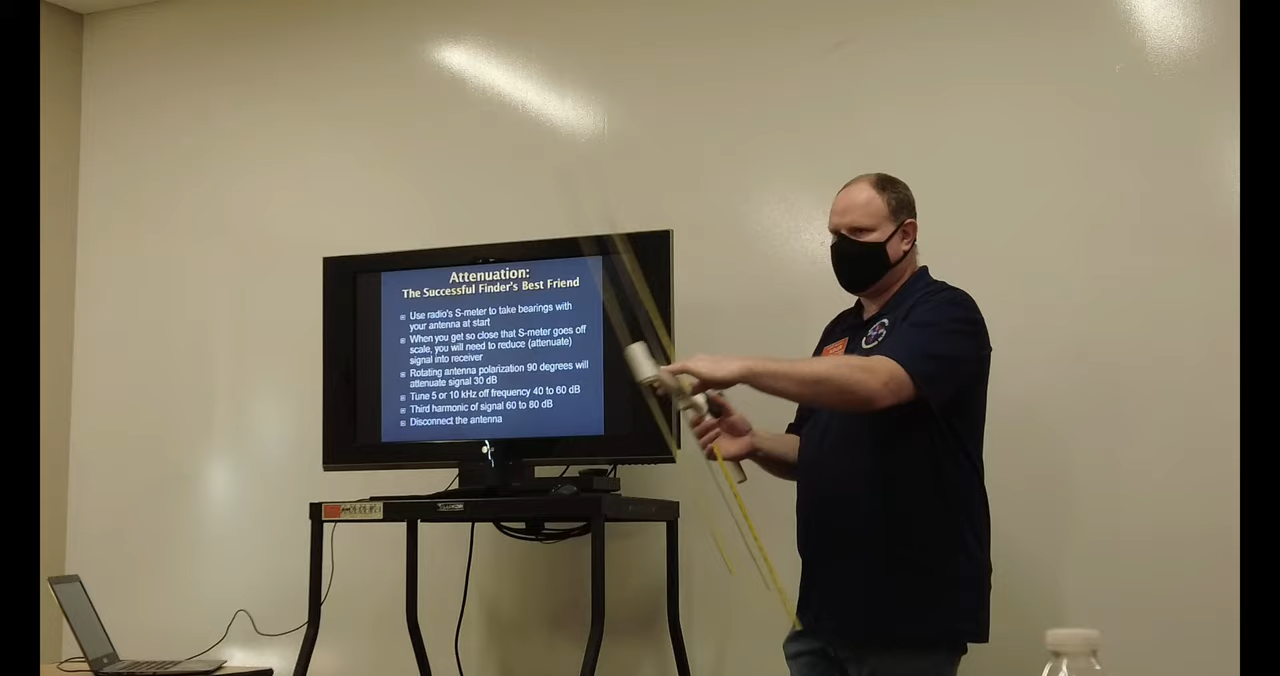 Attenuation:
The Successful Finder's Best Friend
Use radio's S-meter to take bearings with
your antenna at start
When you get so close that S-meter goes off
scale, you will need to reduce (attenuate)
signal into receiver
Rotating antenna polarization 90 degrees will
attenuate signal 30 dB
Tune 5 or 10 kHz off frequency 40 to 60 dB
Third harmonic of signal 60 to 80 dB
Disconnect the antenna
LUXOR